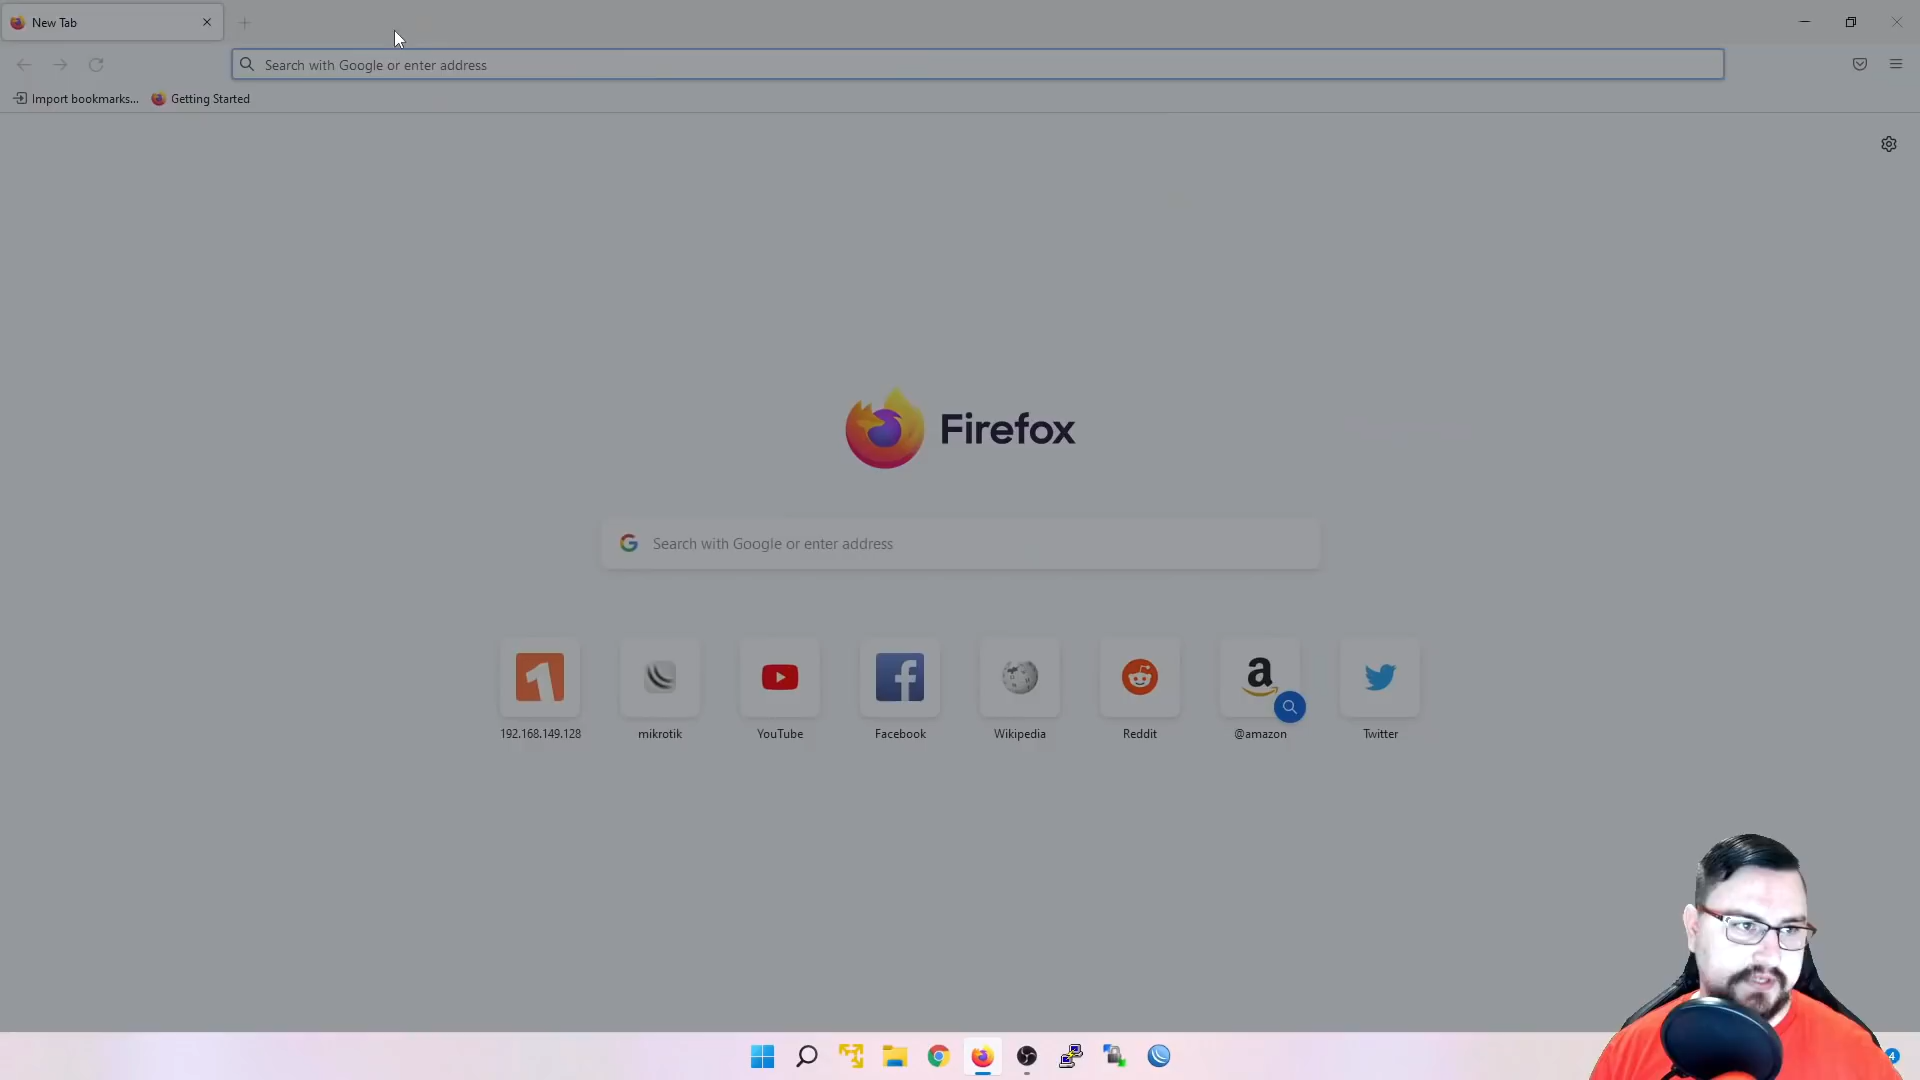 New Tab
Search with Google or enter address
Import bookmarks...
Getting Started
Firefox
Search with Google or enter address
192.168.149.128
mikrotik
YouTube
Facebook
Wikipedia
Reddit
@amazon
Twitter
4